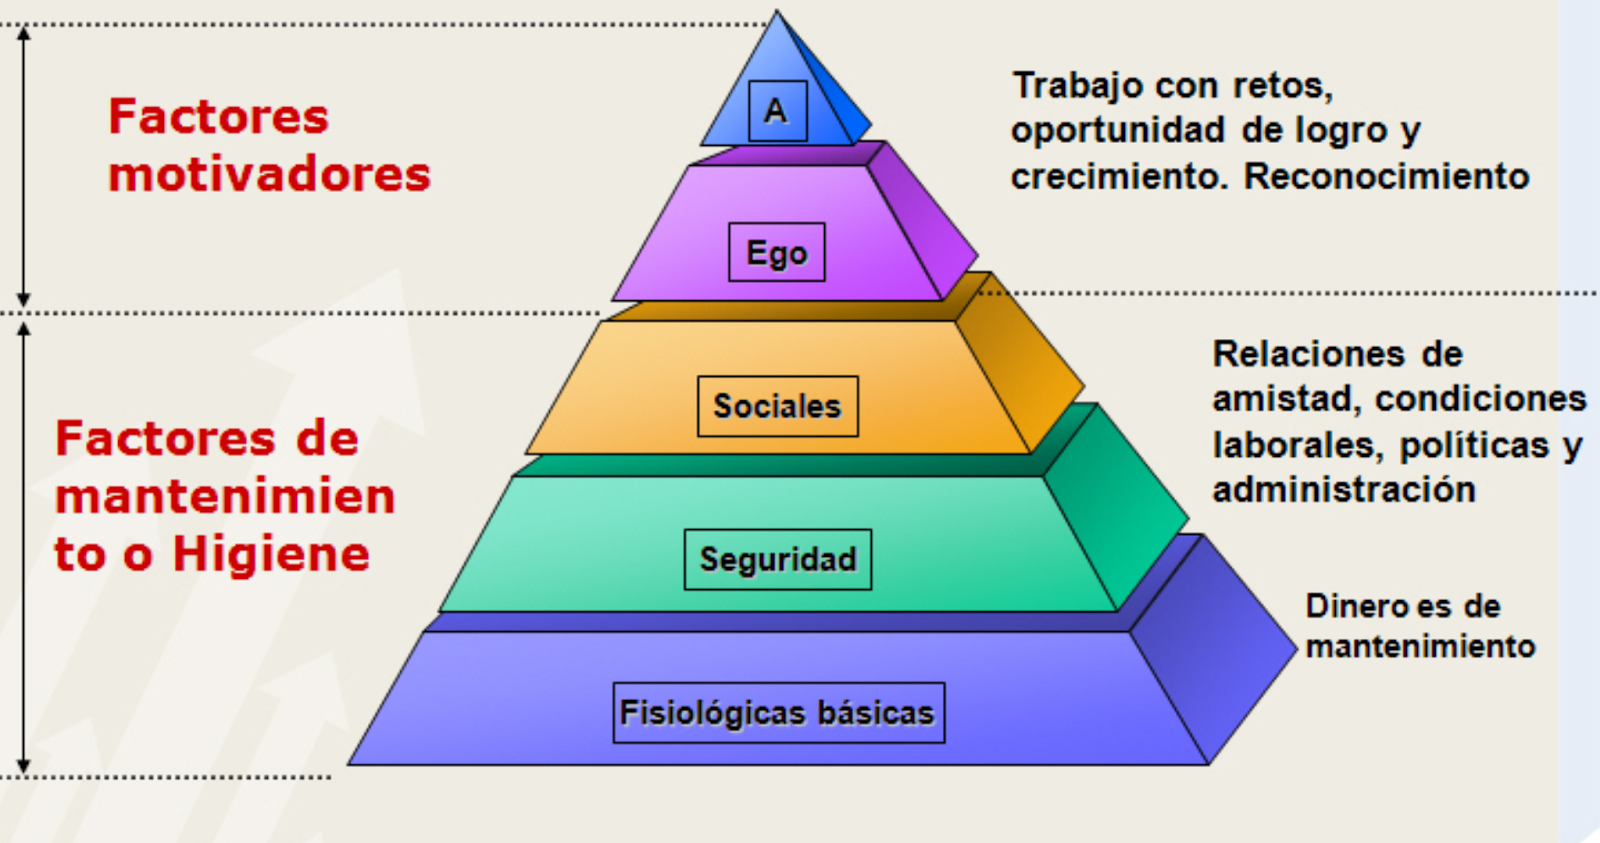 Factores
motivadores
A
Trabajo con retos,
oportunidad de logro y
crecimiento. Reconocimiento
Ego
Factores de
mantenimien
to o Higiene
Sociales
Relaciones de
amistad, condiciones
laborales, políticas y
administración
Seguridad
Dinero es de
mantenimiento
Fisiológicas básicas